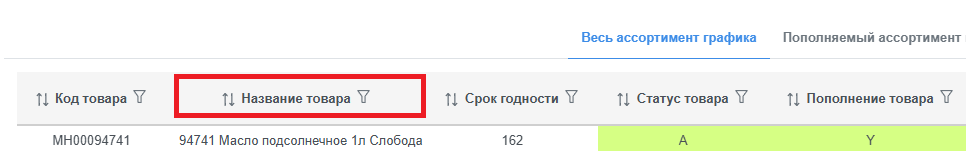 Весь ассортимент графика Пополняемый ассортимент
Код товара Название товара Срок годности Статус товара Пополнение товара
MH00094741 94741 Масло подсолнечное 1л Слобода 162 A Y